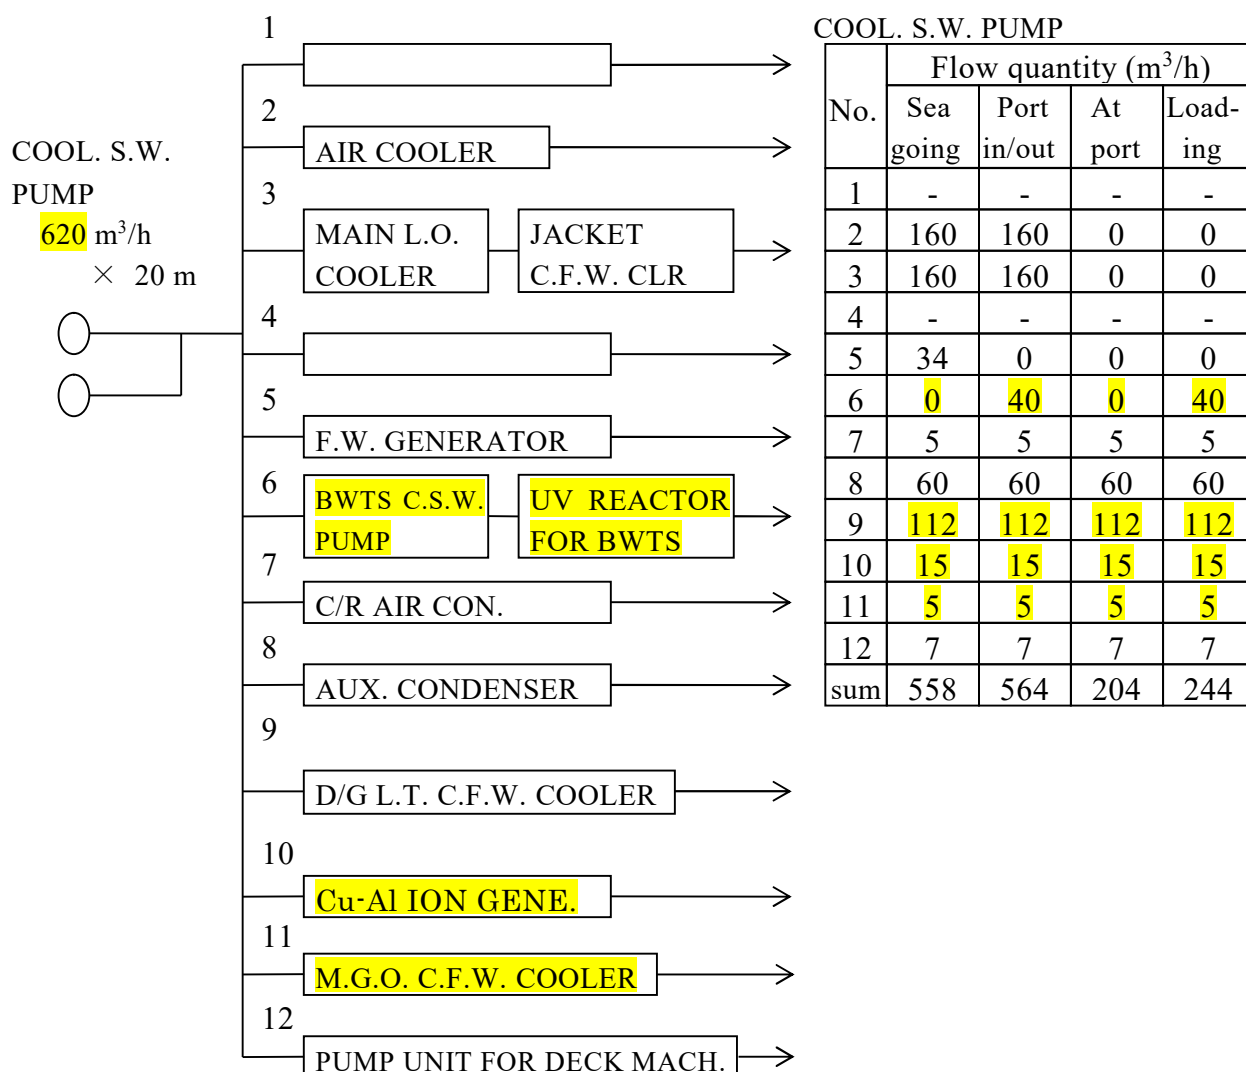 COOL. S.W.
PUMP
620 m³/h
× 20 m
1
2
AIR COOLER
3
MAIN L.O.
COOLER
JACKET
C.F.W. CLR
4
5
F.W. GENERATOR
6
BWTS C.S.W.
PUMP
UV REACTOR
FOR BWTS
7
C/R AIR CON.
8
AUX. CONDENSER
9
D/G L.T. C.F.W. COOLER
10
Cu-Al ION GENE.
11
M.G.O. C.F.W. COOLER
12
PUMP UNIT FOR DECK MACH.
COOL. S.W. PUMP
Flow quantity (m³/h)
No. Sea Port At Load-
going in/out port ing
1 - - - -
2 160 160 0 0
3 160 160 0 0
4 - - - -
5 34 0 0 0
6 0 40 0 40
7 5 5 5 5
8 60 60 60 60
9 112 112 112 112
10 15 15 15 15
11 5 5 5 5
12 7 7 7 7
sum 558 564 204 244